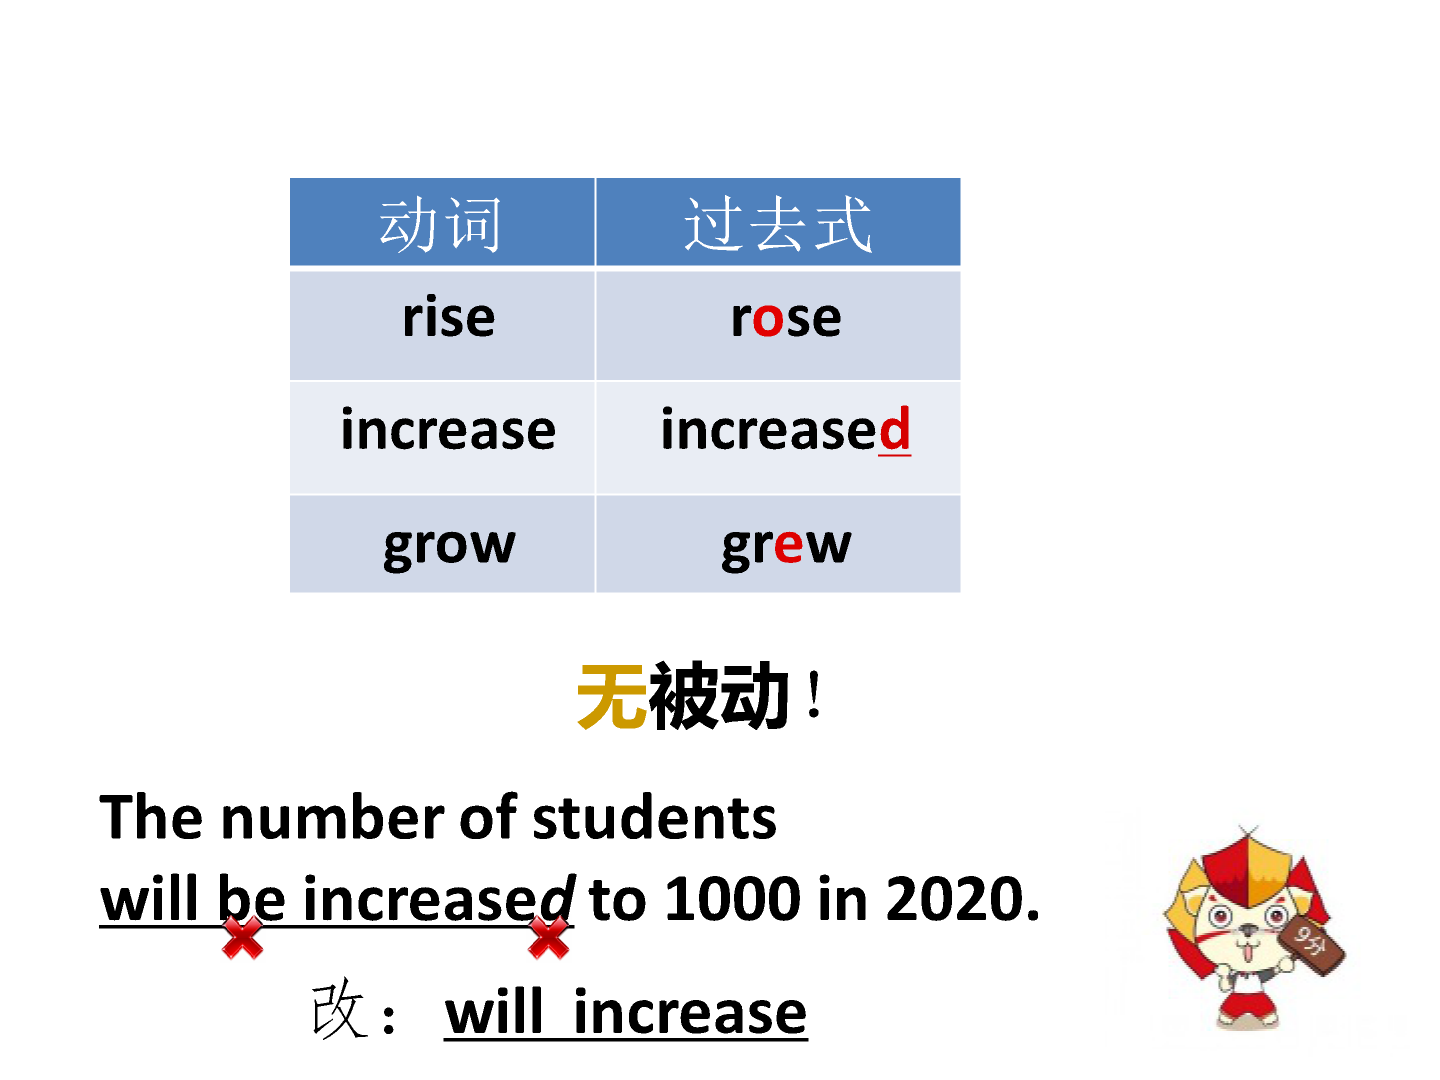 动词 过去式
rise rose
increase increased
grow grew
无被动！
The number of students
will be increased to 1000 in 2020.
改： will increase
9分